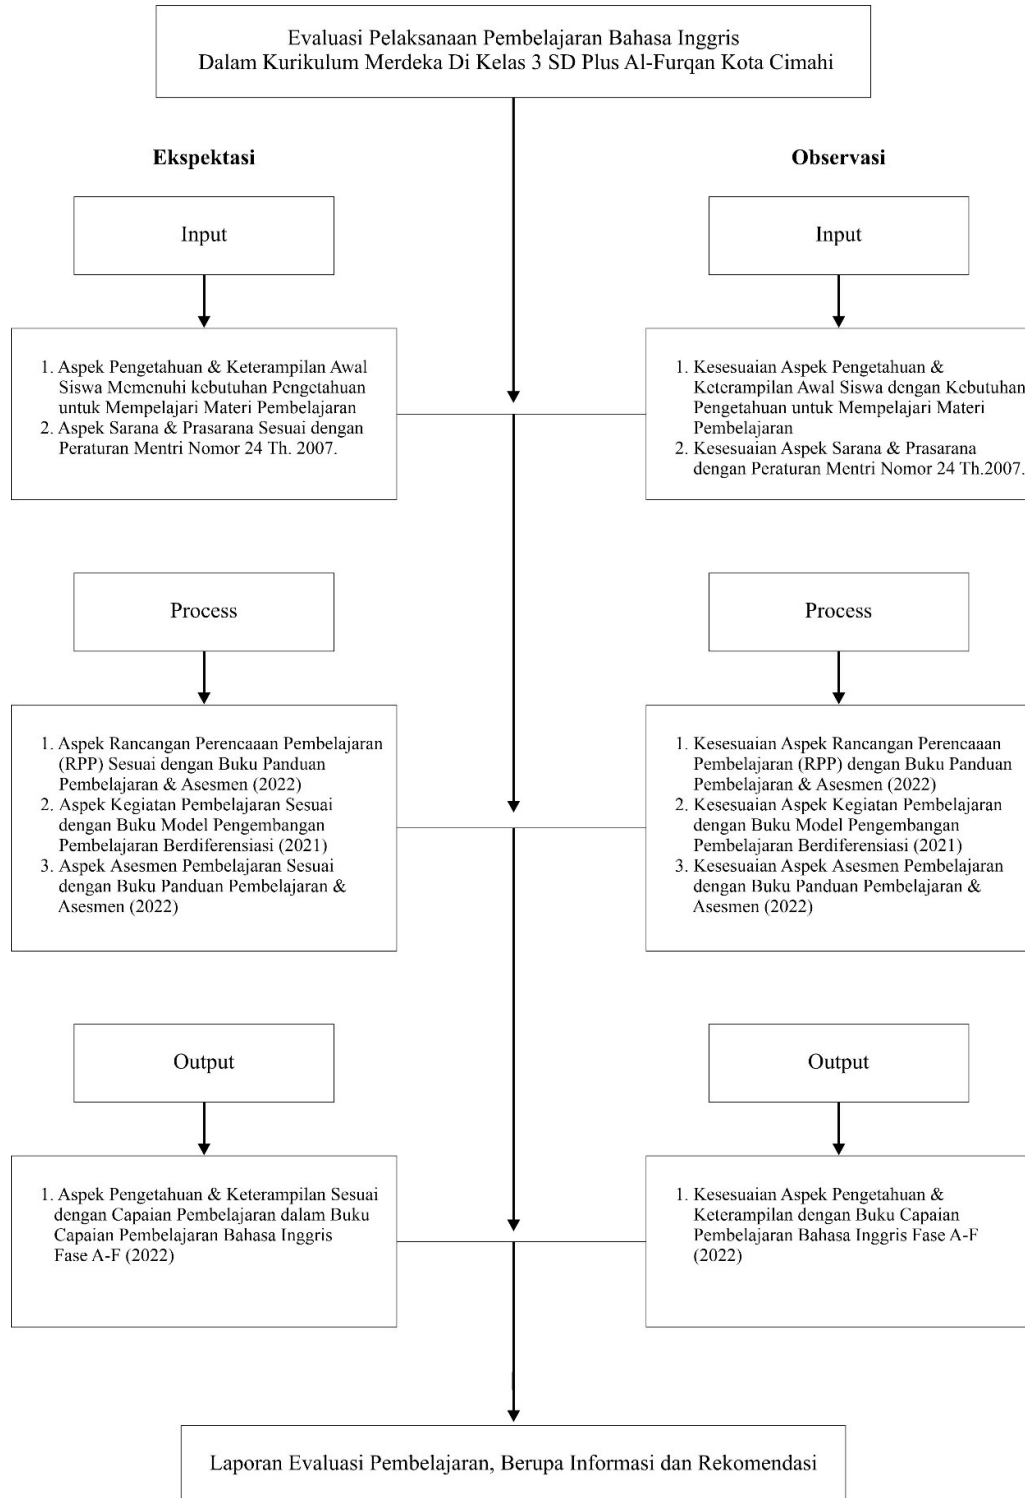 Evaluasi Pelaksanaan Pembelajaran Bahasa Inggris
Dalam Kurikulum Merdeka Di Kelas 3 SD Plus Al-Furqan Kota Cimahi
Ekspektasi
Observasi
Input
Input
1. Aspek Pengetahuan & Keterampilan Awal
Siswa Memenuhi kebutuhan Pengetahuan
untuk Mempelajari Materi Pembelajaran
2. Aspek Sarana & Prasarana Sesuai dengan
Peraturan Mentri Nomor 24 Th. 2007.
1. Kesesuaian Aspek Pengetahuan &
Keterampilan Awal Siswa dengan Kebutuhan
Pengetahuan untuk Mempelajari Materi
Pembelajaran
2. Kesesuaian Aspek Sarana & Prasarana
dengan Peraturan Mentri Nomor 24 Th.2007.
Process
Process
1. Aspek Rancangan Perencaaan Pembelajaran
(RPP) Sesuai dengan Buku Panduan
Pembelajaran & Asesmen (2022)
2. Aspek Kegiatan Pembelajaran Sesuai
dengan Buku Model Pengembangan
Pembelajaran Berdiferensiasi (2021)
3. Aspek Asesmen Pembelajaran Sesuai
dengan Buku Panduan Pembelajaran &
Asesmen (2022)
1. Kesesuaian Aspek Rancangan Perencaaan
Pembelajaran (RPP) dengan Buku Panduan
Pembelajaran & Asesmen (2022)
2. Kesesuaian Aspek Kegiatan Pembelajaran
dengan Buku Model Pengembangan
Pembelajaran Berdiferensiasi (2021)
3. Kesesuaian Aspek Asesmen Pembelajaran
dengan Buku Panduan Pembelajaran &
Asesmen (2022)
Output
Output
1. Aspek Pengetahuan & Keterampilan Sesuai
dengan Capaian Pembelajaran dalam Buku
Capaian Pembelajaran Bahasa Inggris
Fase A-F (2022)
1. Kesesuaian Aspek Pengetahuan &
Keterampilan dengan Buku Capaian
Pembelajaran Bahasa Inggris Fase A-F
(2022)
Laporan Evaluasi Pembelajaran, Berupa Informasi dan Rekomendasi